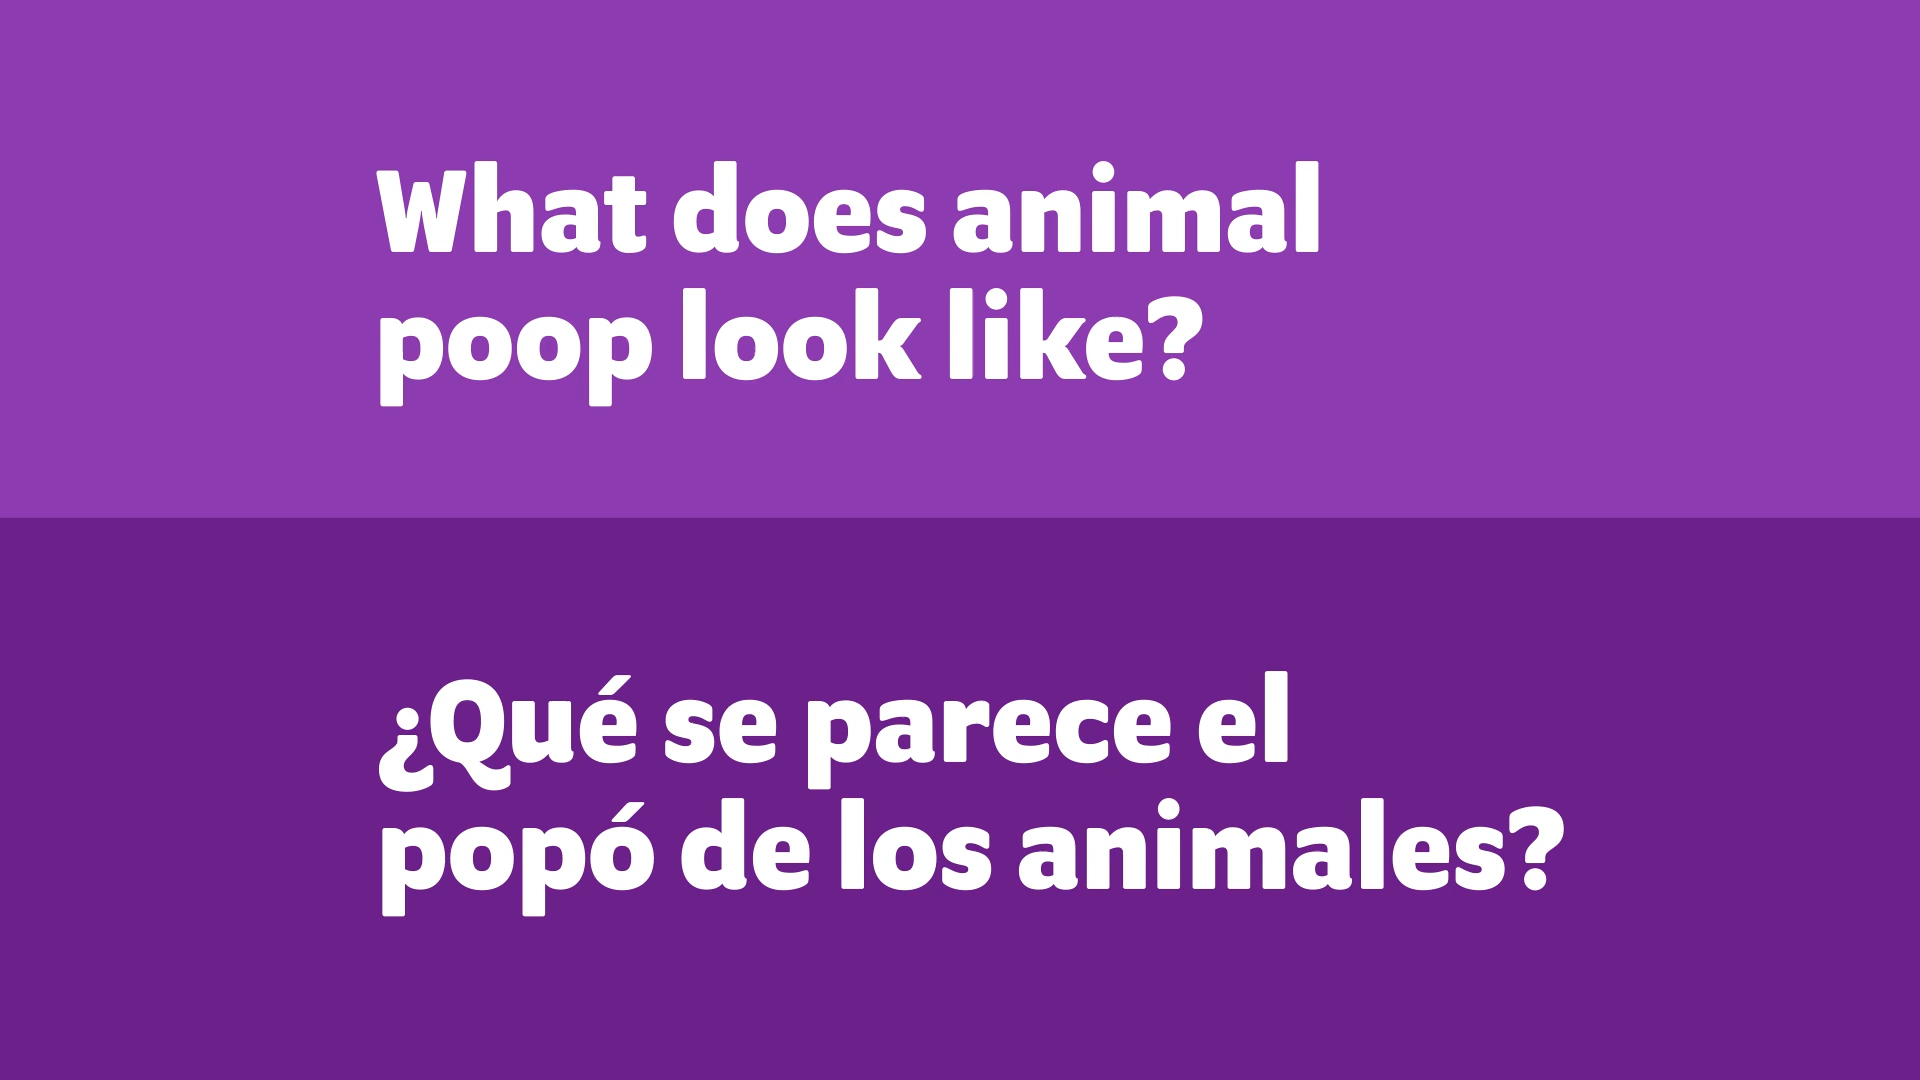 What does animal
poop look like?
¿Qué se parece el
popó de los animales?